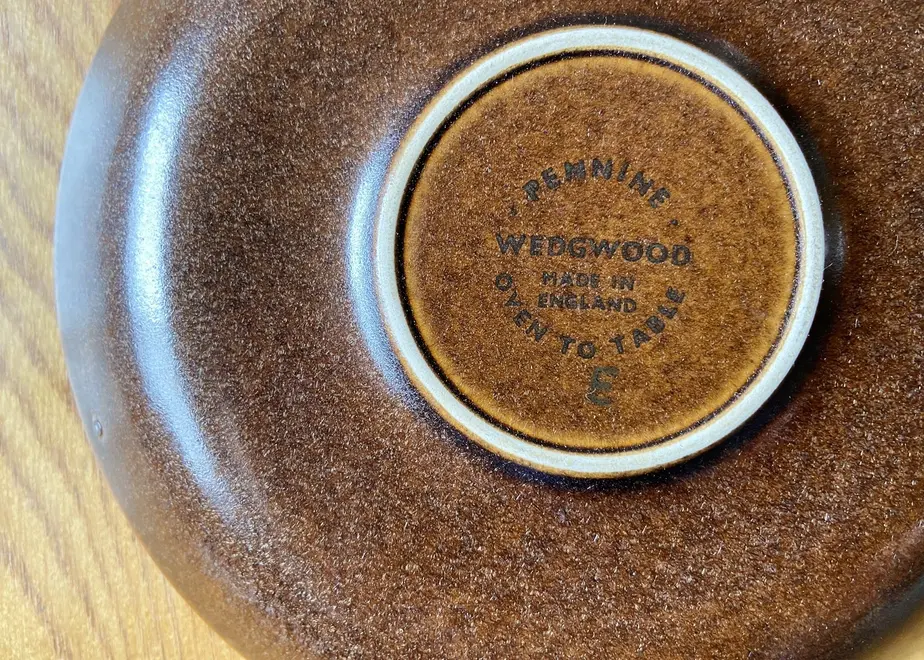 · PENNINE ·
WEDGWOOD
MADE IN
ENGLAND
OVEN TO TABLE
E